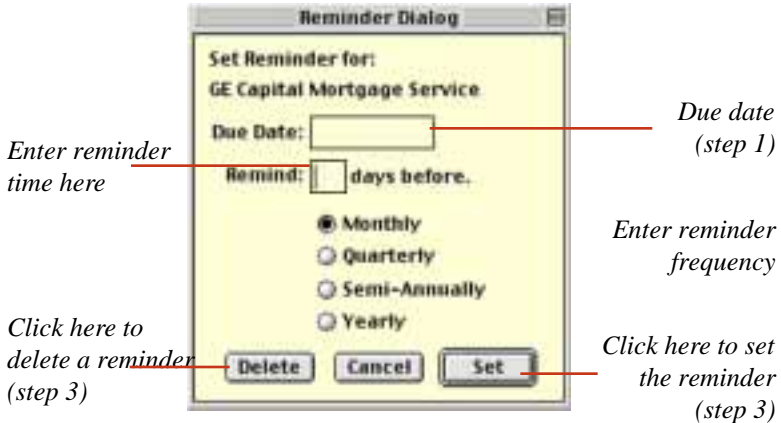 Reminder Dialog
Set Reminder for:
GE Capital Mortgage Service
Due Date:
Due date
(step 1)
Enter reminder
time here
Remind: days before.
Monthly
Quarterly
Semi-Annually
Yearly
Enter reminder
frequency
Click here to
delete a reminder
(step 3)
Delete Cancel Set
Click here to set
the reminder
(step 3)